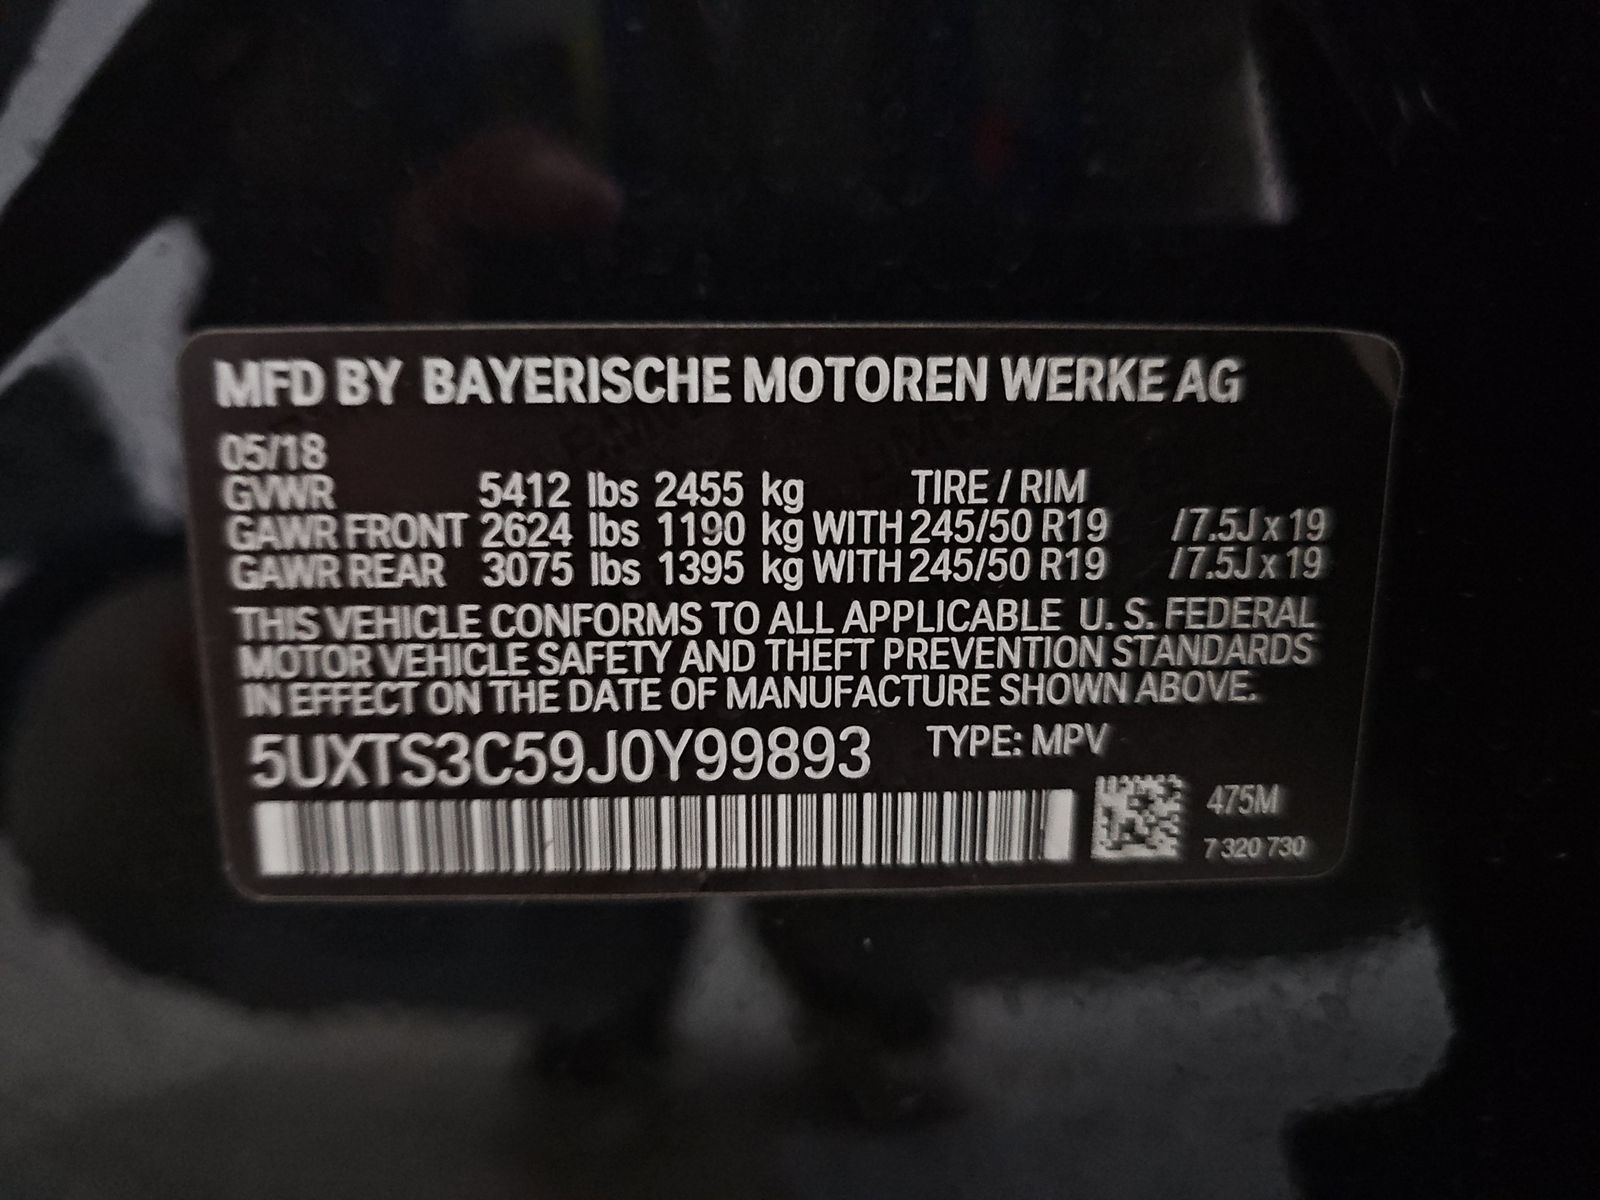 MFD BY BAYERISCHE MOTOREN WERKE AG
05/18
GVWR 5412 lbs 2455 kg TIRE / RIM
GAWR FRONT 2624 lbs 1190 kg WITH 245/50 R19 /7.5J x 19
GAWR REAR 3075 lbs 1395 kg WITH 245/50 R19 /7.5J x 19
THIS VEHICLE CONFORMS TO ALL APPLICABLE U. S. FEDERAL
MOTOR VEHICLE SAFETY AND THEFT PREVENTION STANDARDS
IN EFFECT ON THE DATE OF MANUFACTURE SHOWN ABOVE.
5UXTS3C59J0Y99893 TYPE: MPV
475M
7 320 730